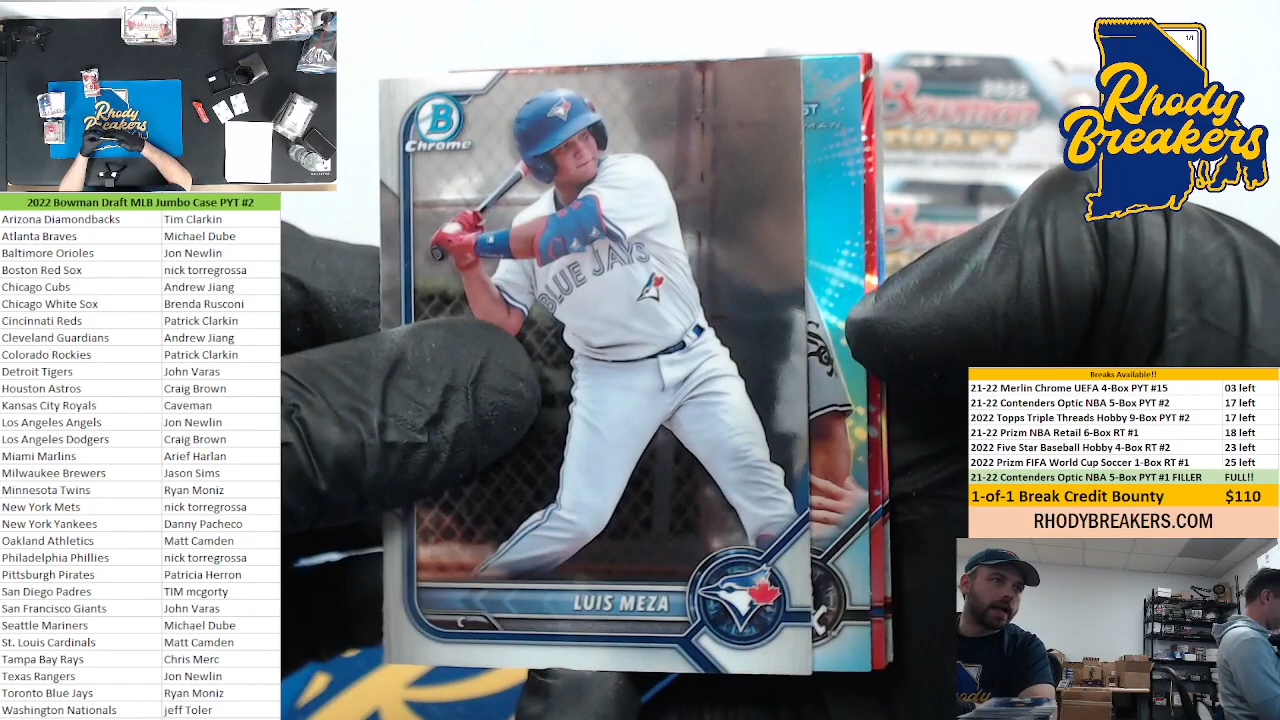 2022 Bowman Draft MLB Jumbo Case PYT #2
Arizona Diamondbacks Tim Clarkin
Atlanta Braves Michael Dube
Baltimore Orioles Jon Newlin
Boston Red Sox nick torregrossa
Chicago Cubs Andrew Jiang
Chicago White Sox Brenda Rusconi
Cincinnati Reds Patrick Clarkin
Cleveland Guardians Andrew Jiang
Colorado Rockies Patrick Clarkin
Detroit Tigers John Varas
Houston Astros Craig Brown
Kansas City Royals Caveman
Los Angeles Angels Jon Newlin
Los Angeles Dodgers Craig Brown
Miami Marlins Arief Harlan
Milwaukee Brewers Jason Sims
Minnesota Twins Ryan Moniz
New York Mets nick torregrossa
New York Yankees Danny Pacheco
Oakland Athletics Matt Camden
Philadelphia Phillies nick torregrossa
Pittsburgh Pirates Patricia Herron
San Diego Padres TIM mcgorty
San Francisco Giants John Varas
Seattle Mariners Michael Dube
St. Louis Cardinals Matt Camden
Tampa Bay Rays Chris Merc
Texas Rangers Jon Newlin
Toronto Blue Jays Ryan Moniz
Washington Nationals jeff Toler
Rhody
Breakers
B
Chrome
BLUE JAYS
LUIS MEZA
C
ST
MAN
2022
Bowman
1/1
Rhody
Breakers
Breaks Available!!
21-22 Merlin Chrome UEFA 4-Box PYT #15 03 left
21-22 Contenders Optic NBA 5-Box PYT #2 17 left
2022 Topps Triple Threads Hobby 9-Box PYT #2 17 left
21-22 Prizm NBA Retail 6-Box RT #1 18 left
2022 Five Star Baseball Hobby 4-Box RT #2 23 left
2022 Prizm FIFA World Cup Soccer 1-Box RT #1 25 left
21-22 Contenders Optic NBA 5-Box PYT #1 FILLER FULL!!
1-of-1 Break Credit Bounty $110
RHODYBREAKERS.COM
Rhody